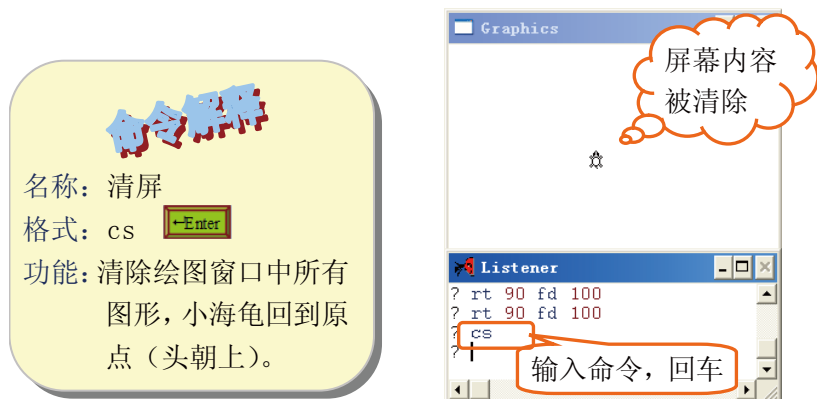 命令解释
名称：清屏
格式：cs ←Enter
功能：清除绘图窗口中所有
图形，小海龟回到原
点（头朝上）。
Graphics
屏幕内容
被清除
Listener
? rt 90 fd 100
? rt 90 fd 100
? cs
?
输入命令，回车